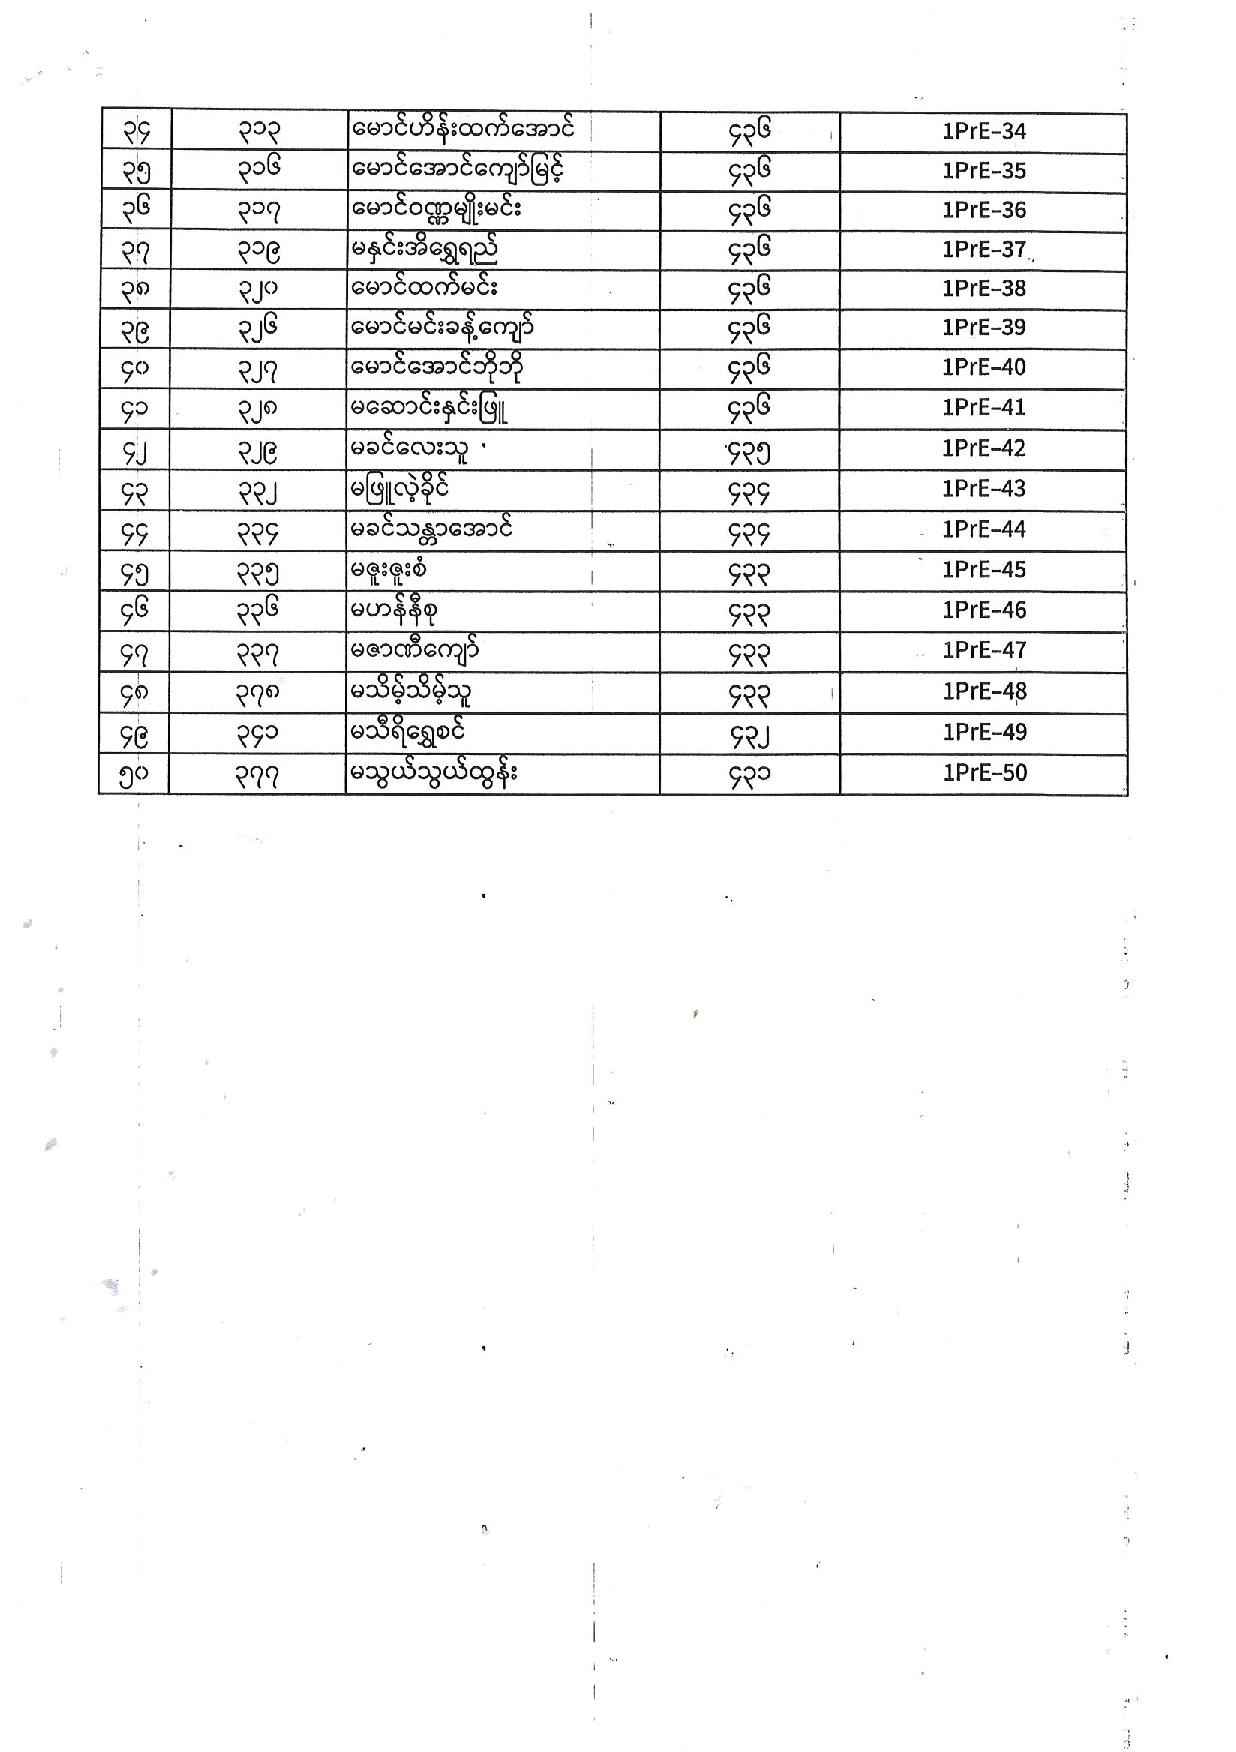 ၃၄ ၃၁၃ မောင်ဟိန်းထက်အောင် ၄၃၆ 1PrE-34
၃၅ ၃၁၆ မောင်အောင်ကျော်မြင့် ၄၃၆ 1PrE-35
၃၆ ၃၁၇ မောင်ဝဏ္ဏမျိုးမင်း ၄၃၆ 1PrE-36
၃၇ ၃၁၉ မနှင်းအိရွှေရည် ၄၃၆ 1PrE-37
၃၈ ၃၂၀ မောင်ထက်မင်း ၄၃၆ 1PrE-38
၃၉ ၃၂၆ မောင်မင်းခန့်ကျော် ၄၃၆ 1PrE-39
၄၀ ၃၂၇ မောင်အောင်ဘိုဘို ၄၃၆ 1PrE-40
၄၁ ၃၂၈ မဆောင်းနှင်းဖြူ ၄၃၆ 1PrE-41
၄၂ ၃၂၉ မခင်လေးသူ ၄၃၅ 1PrE-42
၄၃ ၃၃၂ မဖြူလဲ့ခိုင် ၄၃၄ 1PrE-43
၄၄ ၃၃၄ မခင်သန္တာအောင် ၄၃၄ 1PrE-44
၄၅ ၃၃၅ မဇူးဇူးစံ ၄၃၃ 1PrE-45
၄၆ ၃၃၆ မဟန်နီစု ၄၃၃ 1PrE-46
၄၇ ၃၃၇ မဇာဏီကျော် ၄၃၃ 1PrE-47
၄၈ ၃၇၈ မသိမ့်သိမ့်သူ ၄၃၃ 1PrE-48
၄၉ ၃၄၁ မသီရိရွှေစင် ၄၃၂ 1PrE-49
၅၀ ၃၇၇ မသွယ်သွယ်ထွန်း ၄၃၁ 1PrE-50